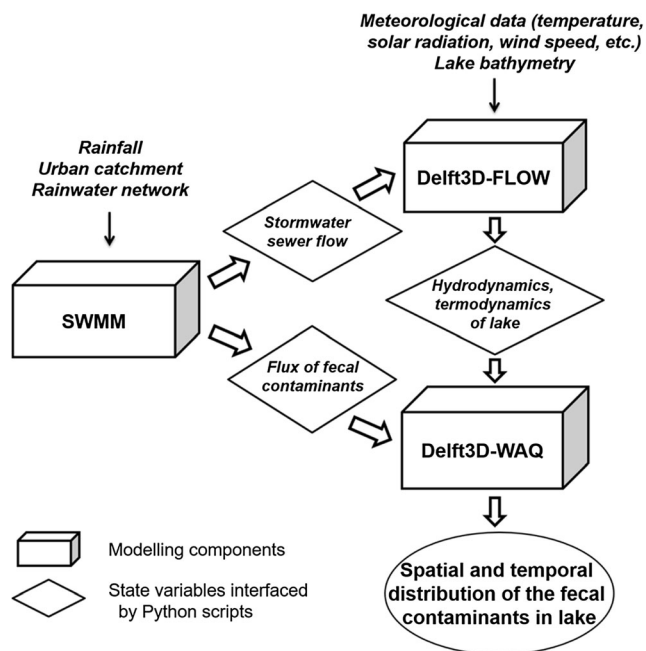 Meteorological data (temperature,
solar radiation, wind speed, etc.)
Lake bathymetry
Rainfall
Urban catchment
Rainwater network
Delft3D-FLOW
Stormwater
sewer flow
SWMM
Hydrodynamics,
termodynamics
of lake
Flux of fecal
contaminants
Delft3D-WAQ
Modelling components
State variables interfaced
by Python scripts
Spatial and temporal
distribution of the fecal
contaminants in lake